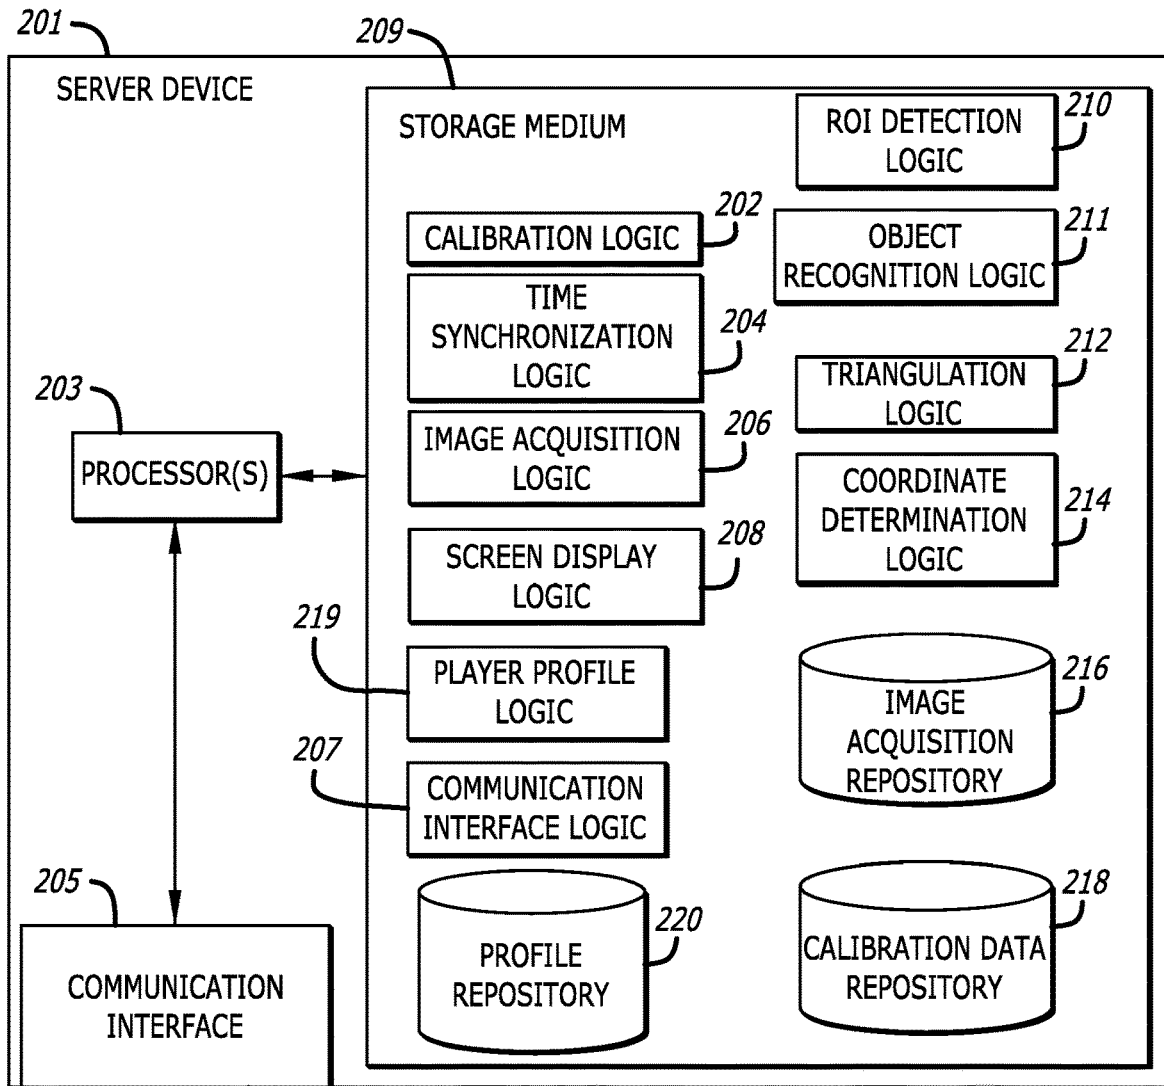 201
SERVER DEVICE
209
STORAGE MEDIUM
ROI DETECTION
LOGIC
210
CALIBRATION LOGIC
202
OBJECT
RECOGNITION LOGIC
211
TIME
SYNCHRONIZATION
LOGIC
204
TRIANGULATION
LOGIC
212
203
PROCESSOR(S)
IMAGE ACQUISITION
LOGIC
206
COORDINATE
DETERMINATION
LOGIC
214
SCREEN DISPLAY
LOGIC
208
219
PLAYER PROFILE
LOGIC
IMAGE
ACQUISITION
REPOSITORY
216
207
COMMUNICATION
INTERFACE LOGIC
205
COMMUNICATION
INTERFACE
PROFILE
REPOSITORY
220
CALIBRATION DATA
REPOSITORY
218